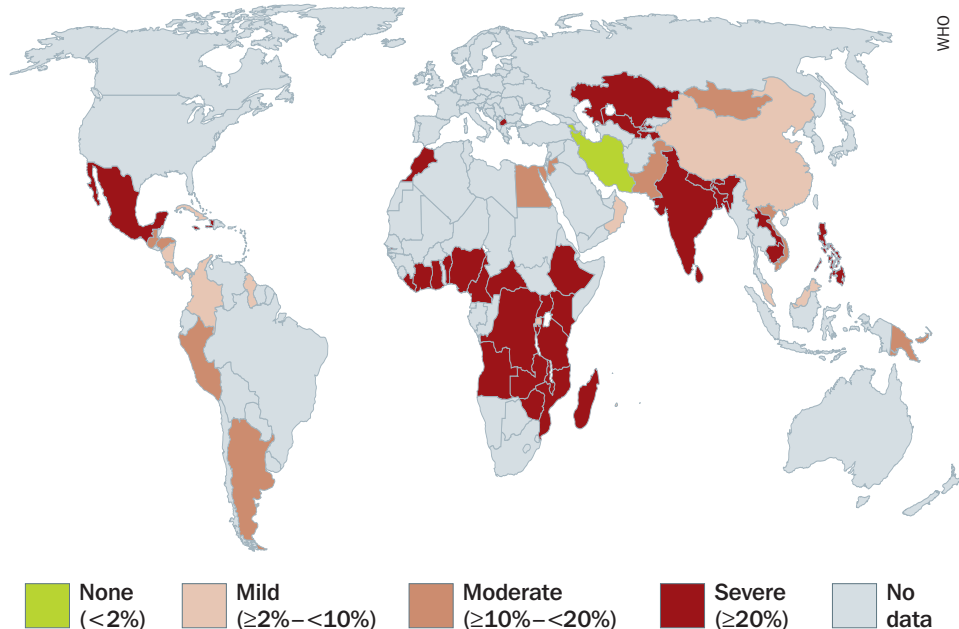 WHO
None
(<2%)
Mild
(≥2%–<10%)
Moderate
(≥10%–<20%)
Severe
(≥20%)
No
data